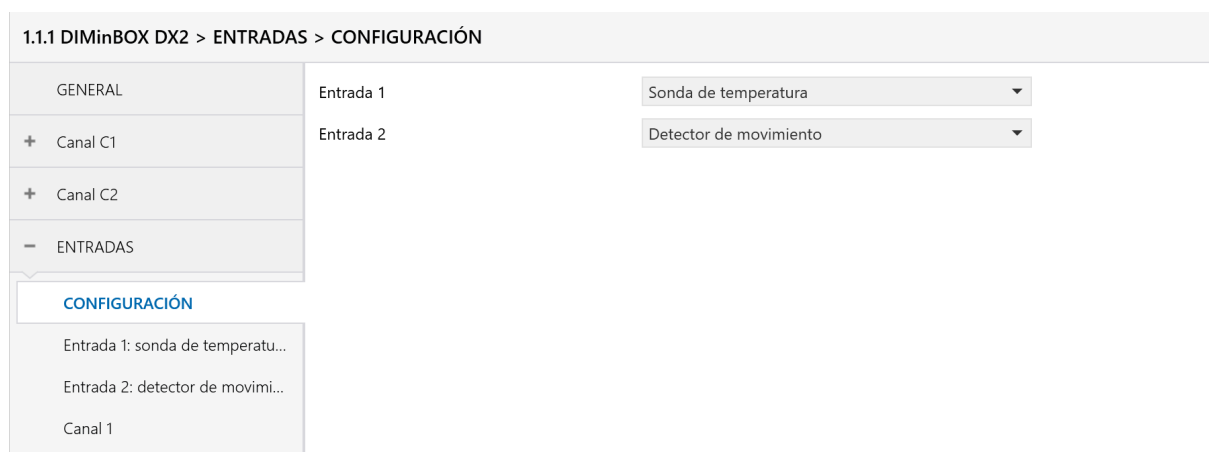 1.1.1 DIMinBOX DX2 > ENTRADAS > CONFIGURACIÓN
GENERAL
+ Canal C1
+ Canal C2
− ENTRADAS
CONFIGURACIÓN
Entrada 1: sonda de temperatu...
Entrada 2: detector de movimi...
Canal 1
Entrada 1 Sonda de temperatura
Entrada 2 Detector de movimiento